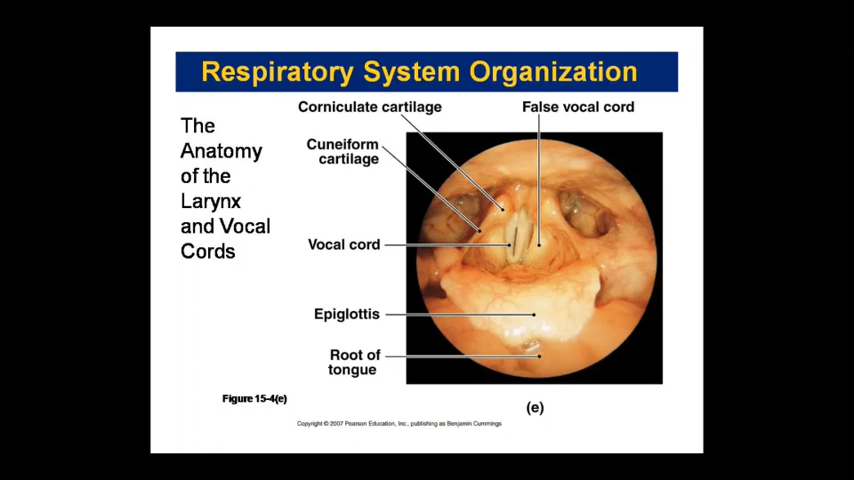 Respiratory System Organization
The
Anatomy
of the
Larynx
and Vocal
Cords
Corniculate cartilage
False vocal cord
Cuneiform
cartilage
Vocal cord
Epiglottis
Root of
tongue
Figure 15-4(e)
(e)
Copyright © 2007 Pearson Education, Inc., publishing as Benjamin Cummings